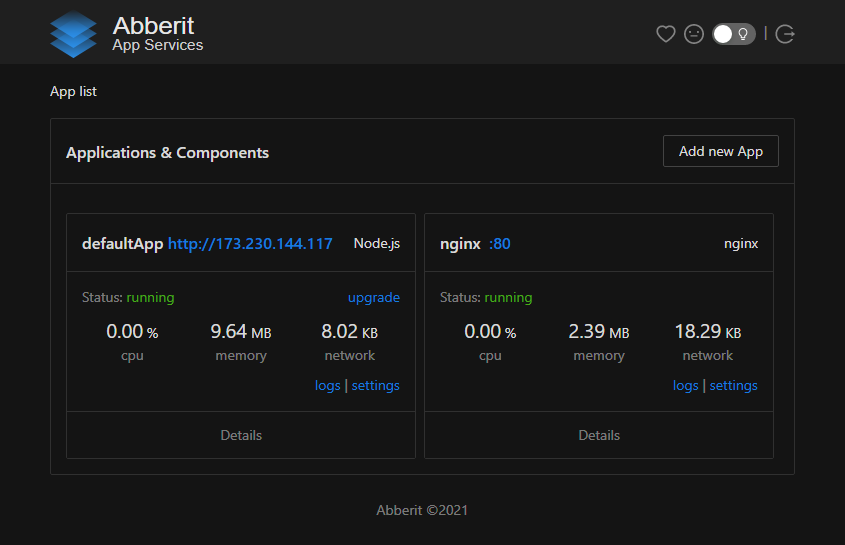 Abberit
App Services
App list
Applications & Components
Add new App
defaultApp http://173.230.144.117 Node.js
Status: running upgrade
0.00 % 9.64 MB 8.02 KB
cpu memory network
logs | settings
Details
nginx :80 nginx
Status: running
0.00 % 2.39 MB 18.29 KB
cpu memory network
logs | settings
Details
Abberit ©2021